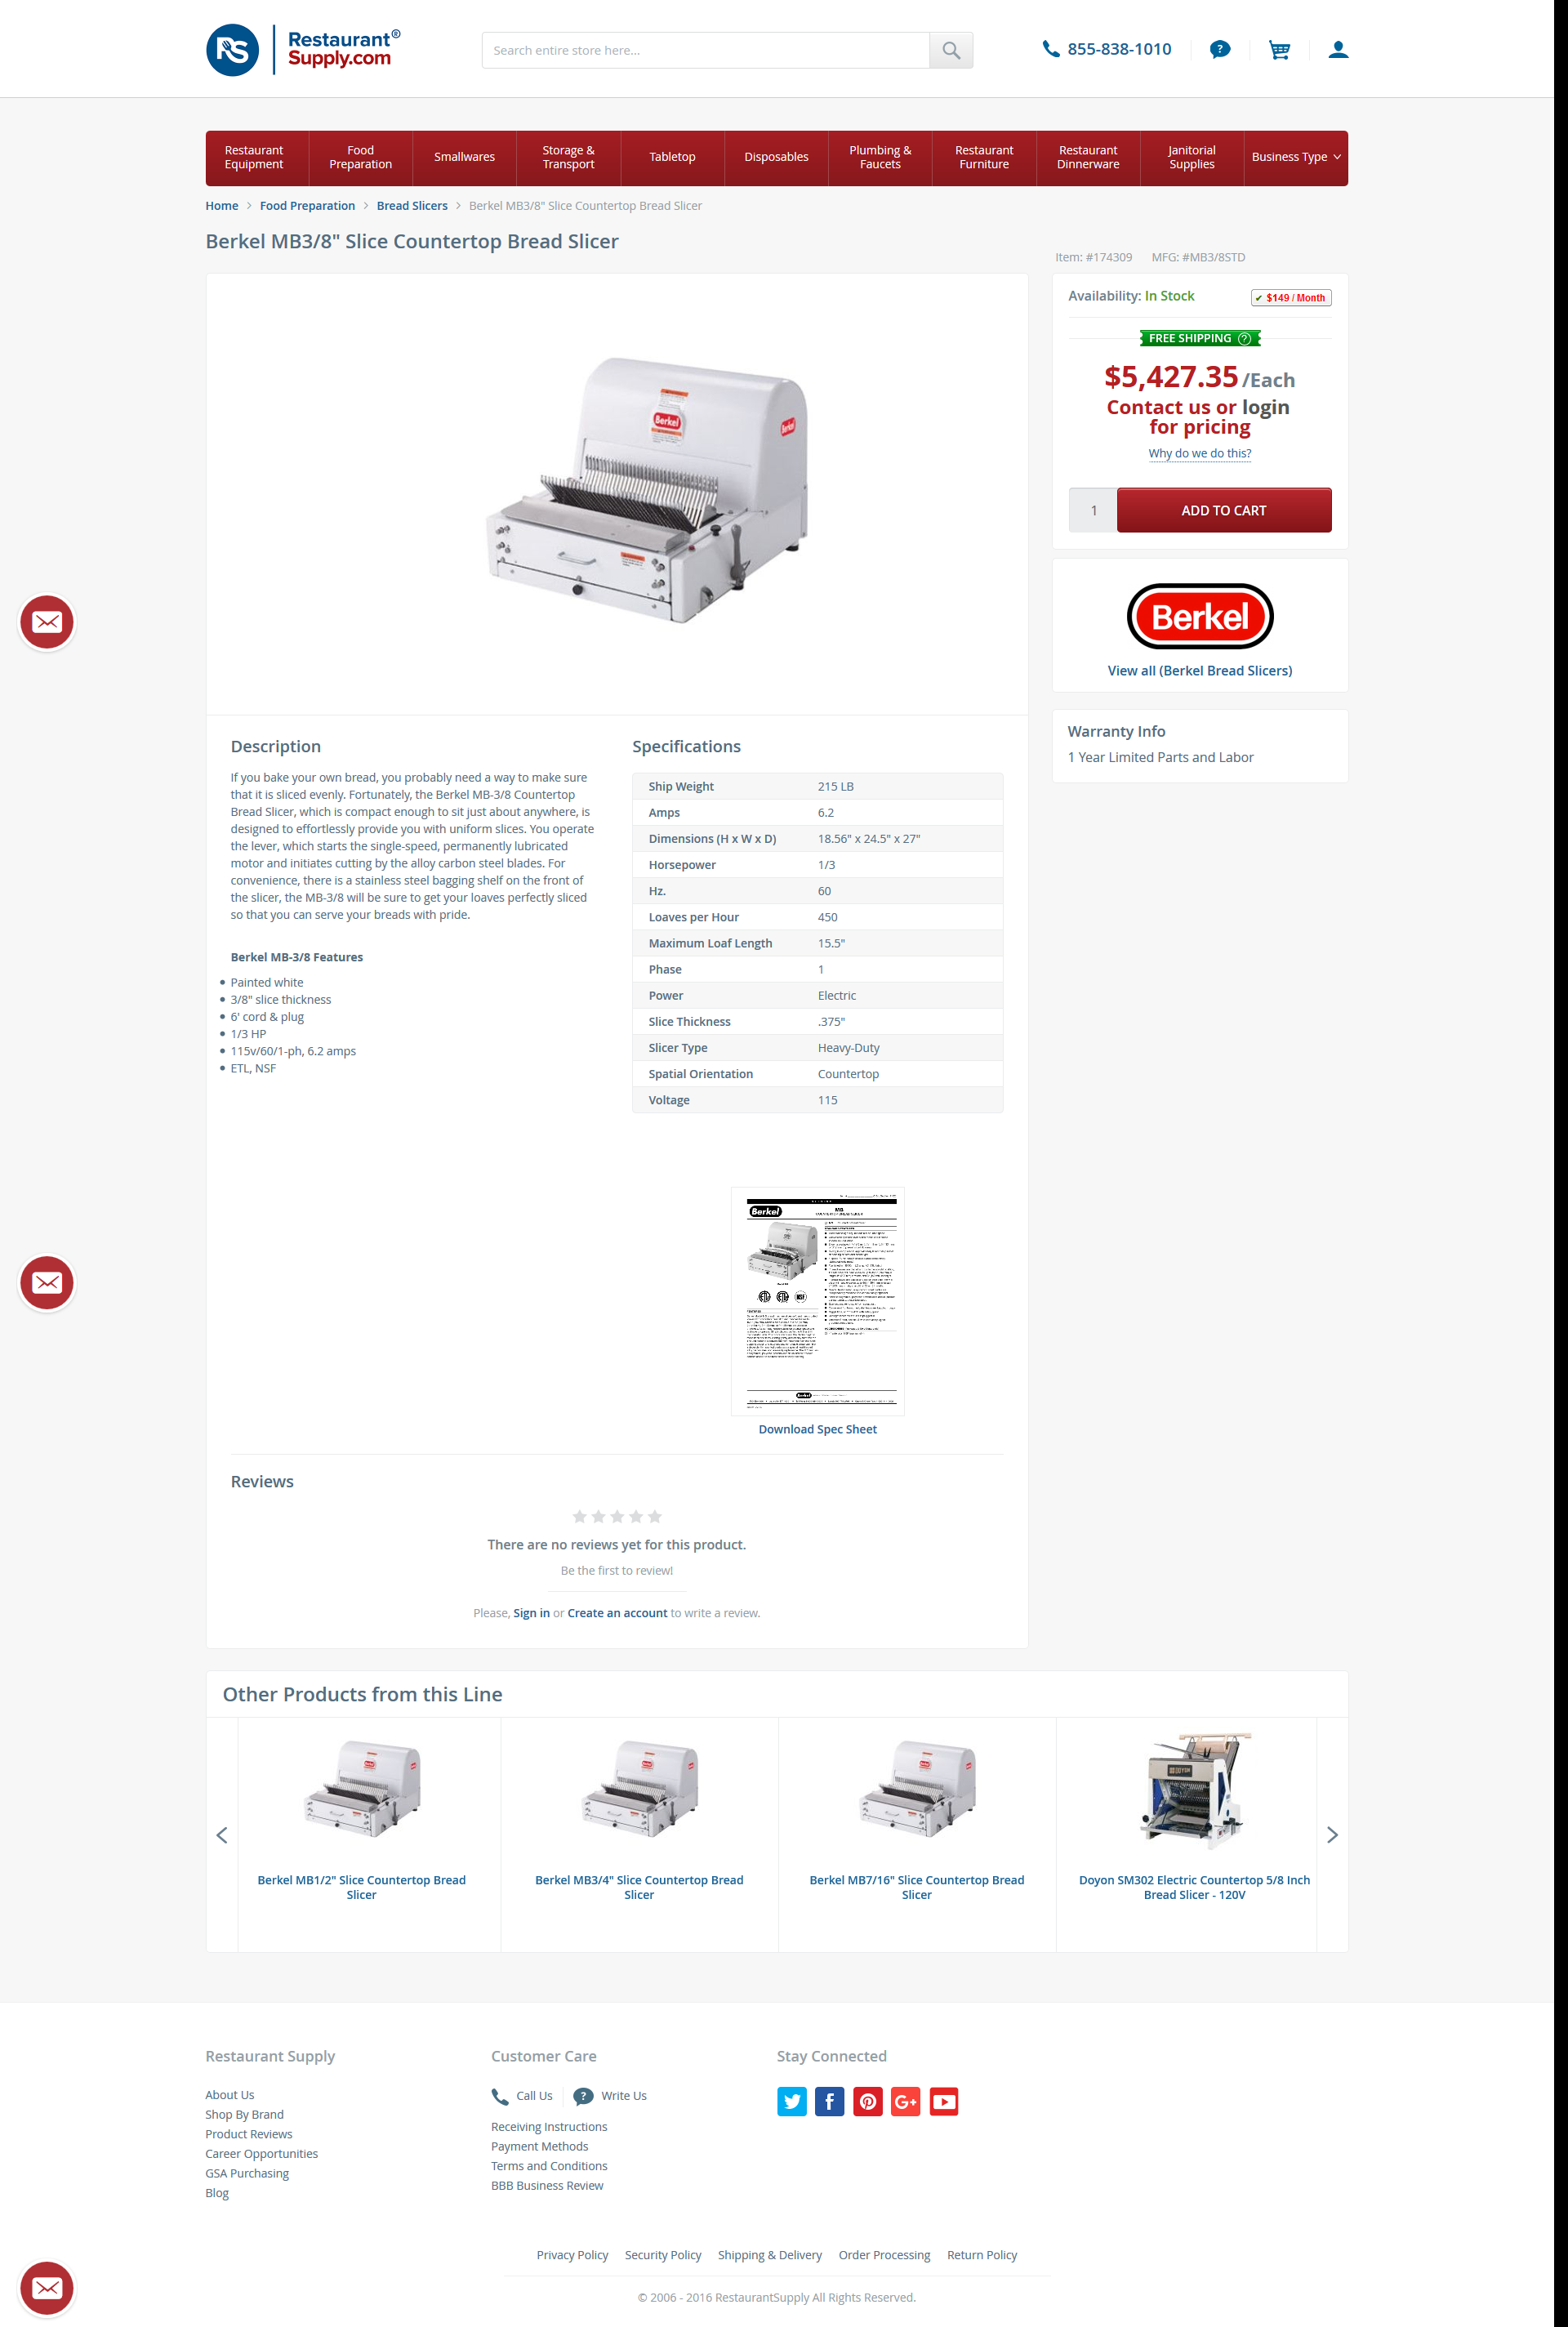 RS
Restaurant®
Supply.com
Search entire store here...
855-838-1010
?
Restaurant
Equipment
Food
Preparation
Smallwares
Storage &
Transport
Tabletop
Disposables
Plumbing &
Faucets
Restaurant
Furniture
Restaurant
Dinnerware
Janitorial
Supplies
Business Type
Home
Food Preparation
Bread Slicers
Berkel MB3/8" Slice Countertop Bread Slicer
Berkel MB3/8" Slice Countertop Bread Slicer
Item: #174309 MFG: #MB3/8STD
Availability: In Stock
✔ $149 / Month
FREE SHIPPING ?
$5,427.35 /Each
Contact us or login
for pricing
Why do we do this?
1
ADD TO CART
Berkel
Berkel
Berkel
View all (Berkel Bread Slicers)
Warranty Info
1 Year Limited Parts and Labor
Description
If you bake your own bread, you probably need a way to make sure
that it is sliced evenly. Fortunately, the Berkel MB-3/8 Countertop
Bread Slicer, which is compact enough to sit just about anywhere, is
designed to effortlessly provide you with uniform slices. You operate
the lever, which starts the single-speed, permanently lubricated
motor and initiates cutting by the alloy carbon steel blades. For
convenience, there is a stainless steel bagging shelf on the front of
the slicer, the MB-3/8 will be sure to get your loaves perfectly sliced
so that you can serve your breads with pride.
Berkel MB-3/8 Features
Painted white
3/8" slice thickness
6' cord & plug
1/3 HP
115v/60/1-ph, 6.2 amps
ETL, NSF
Specifications
Ship Weight 215 LB
Amps 6.2
Dimensions (H x W x D) 18.56" x 24.5" x 27"
Horsepower 1/3
Hz. 60
Loaves per Hour 450
Maximum Loaf Length 15.5"
Phase 1
Power Electric
Slice Thickness .375"
Slicer Type Heavy-Duty
Spatial Orientation Countertop
Voltage 115
Berkel
MB
NSF
Download Spec Sheet
Reviews
There are no reviews yet for this product.
Be the first to review!
Please, Sign in or Create an account to write a review.
Other Products from this Line
DOYON
Berkel MB1/2" Slice Countertop Bread
Slicer
Berkel MB3/4" Slice Countertop Bread
Slicer
Berkel MB7/16" Slice Countertop Bread
Slicer
Doyon SM302 Electric Countertop 5/8 Inch
Bread Slicer - 120V
Restaurant Supply
About Us
Shop By Brand
Product Reviews
Career Opportunities
GSA Purchasing
Blog
Customer Care
Call Us
? Write Us
Receiving Instructions
Payment Methods
Terms and Conditions
BBB Business Review
Stay Connected
f
G+
Privacy Policy Security Policy Shipping & Delivery Order Processing Return Policy
© 2006 - 2016 RestaurantSupply All Rights Reserved.